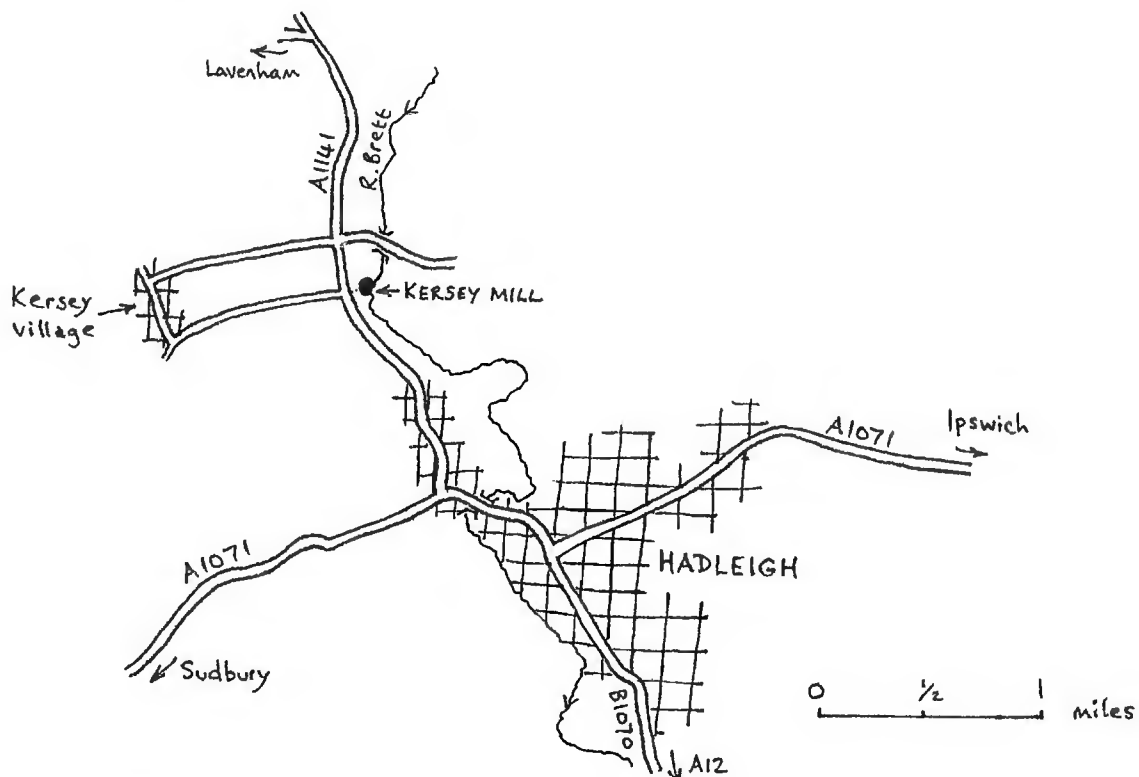 Lavenham
A1141
R. Brett
Kersey
village
KERSEY MILL
Ipswich
A1071
A1071
HADLEIGH
Sudbury
B1070
A12
0 1/2 1 miles